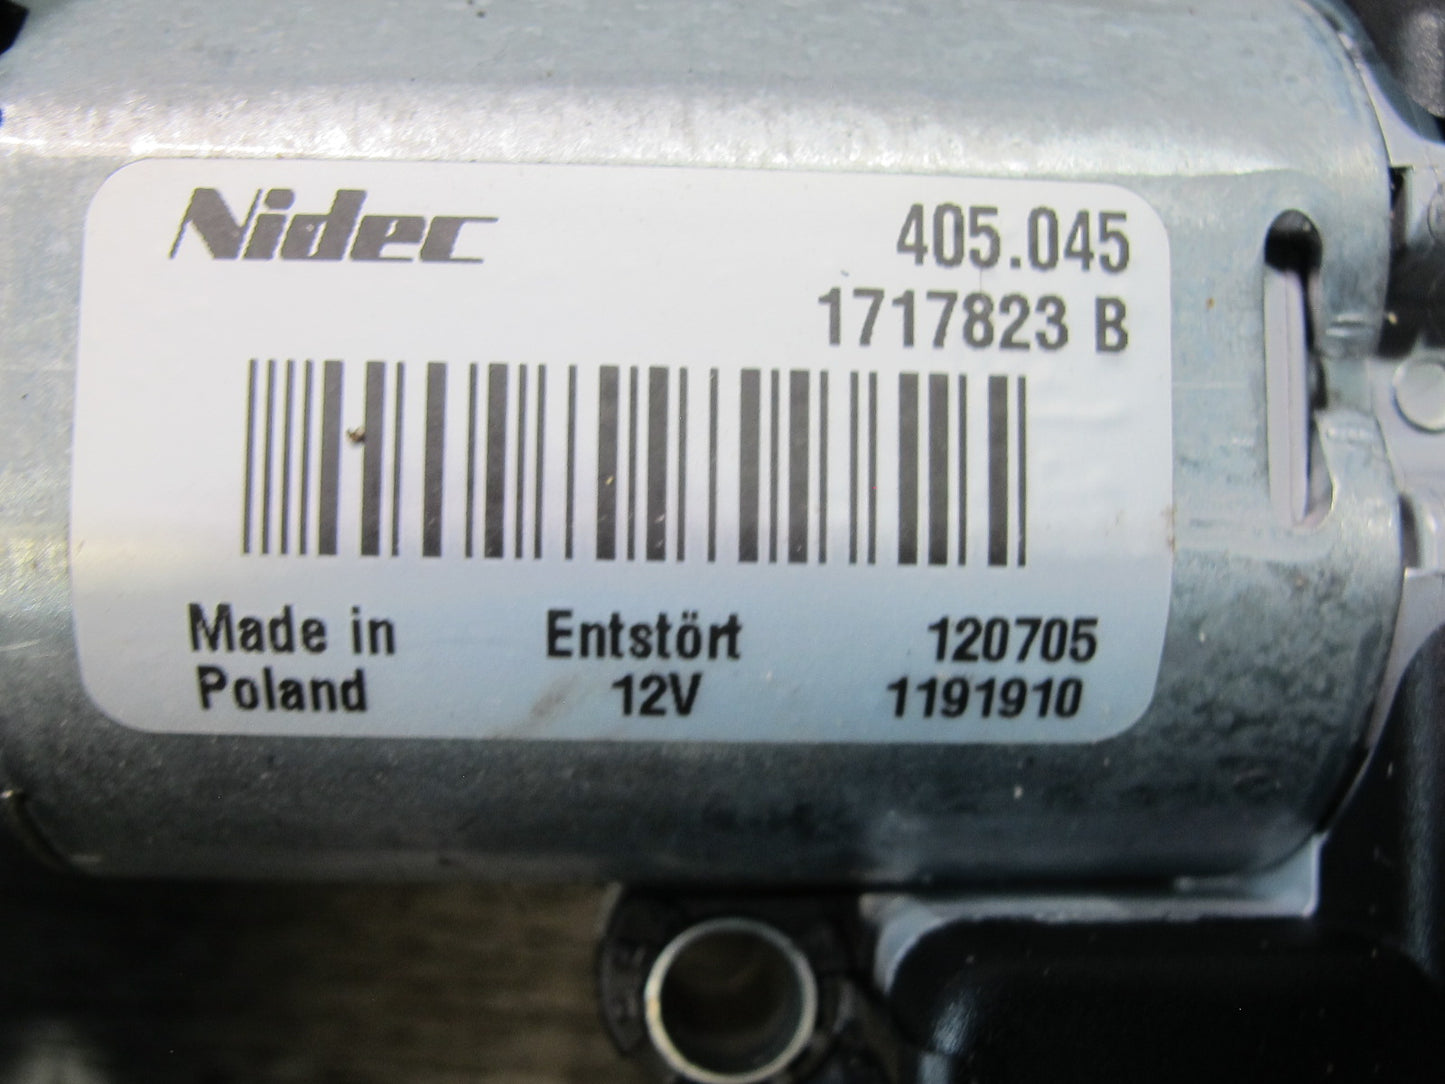 Nidec 405.045
1717823 B
Made in Entstört 120705
Poland 12V 1191910